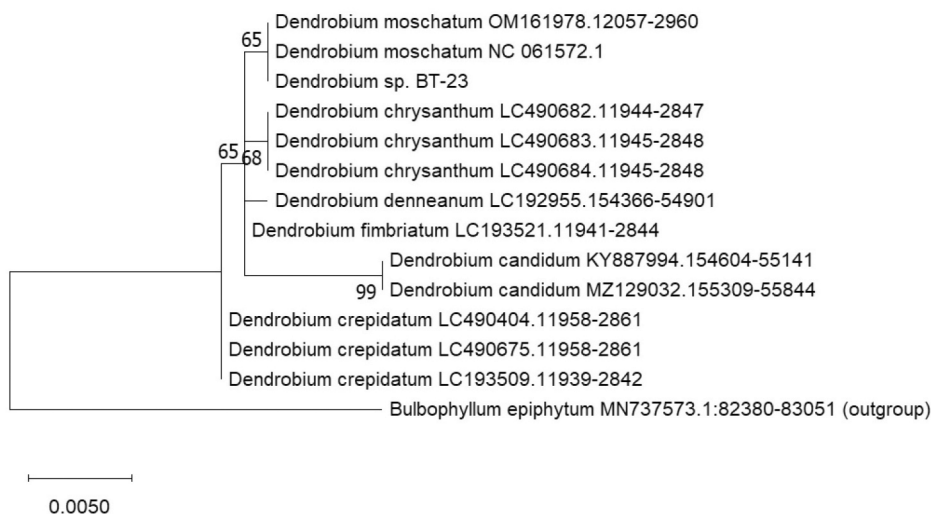 Dendrobium moschatum OM161978.12057-2960
65
Dendrobium moschatum NC 061572.1
Dendrobium sp. BT-23
Dendrobium chrysanthum LC490682.11944-2847
Dendrobium chrysanthum LC490683.11945-2848
65 68
Dendrobium chrysanthum LC490684.11945-2848
Dendrobium denneanum LC192955.154366-54901
Dendrobium fimbriatum LC193521.11941-2844
Dendrobium candidum KY887994.154604-55141
99
Dendrobium candidum MZ129032.155309-55844
Dendrobium crepidatum LC490404.11958-2861
Dendrobium crepidatum LC490675.11958-2861
Dendrobium crepidatum LC193509.11939-2842
Bulbophyllum epiphytum MN737573.1:82380-83051 (outgroup)
0.0050